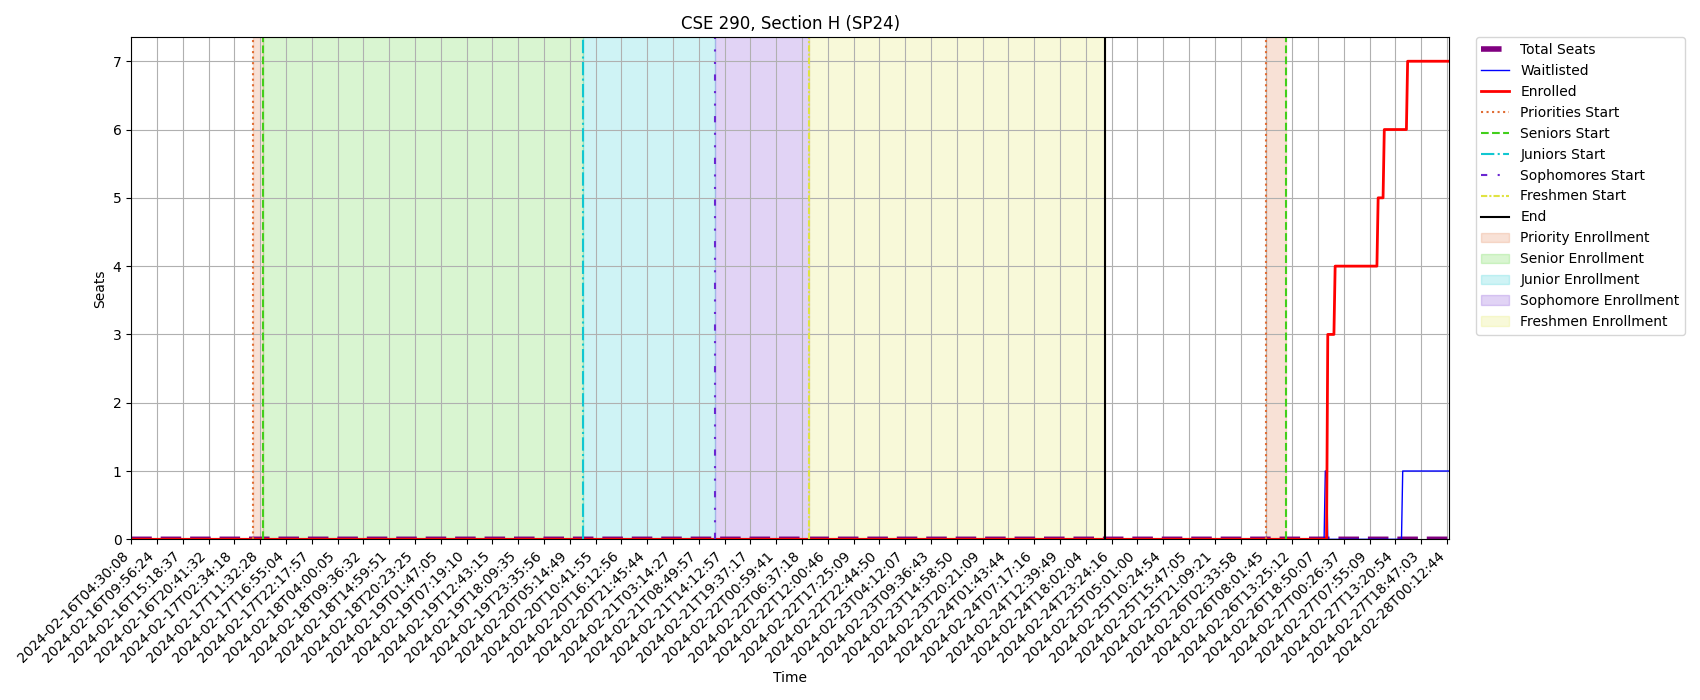 CSE 290, Section H (SP24)
Seats
7
6
5
4
3
2
1
0
2024-02-16T04:30:08
2024-02-16T09:56:24
2024-02-16T15:18:37
2024-02-16T20:41:32
2024-02-17T02:34:18
2024-02-17T11:32:28
2024-02-17T16:55:04
2024-02-17T22:17:57
2024-02-18T04:00:05
2024-02-18T09:36:32
2024-02-18T14:59:51
2024-02-18T20:23:25
2024-02-19T01:47:05
2024-02-19T07:19:10
2024-02-19T12:43:15
2024-02-19T18:09:35
2024-02-19T23:35:56
2024-02-20T05:14:49
2024-02-20T10:41:55
2024-02-20T16:12:56
2024-02-20T21:45:44
2024-02-21T03:14:27
2024-02-21T08:49:57
2024-02-21T14:12:57
2024-02-21T19:37:17
2024-02-22T00:59:41
2024-02-22T06:37:18
2024-02-22T12:00:46
2024-02-22T17:25:09
2024-02-22T22:44:50
2024-02-23T04:12:07
2024-02-23T09:36:43
2024-02-23T14:58:50
2024-02-23T20:21:09
2024-02-24T01:43:44
2024-02-24T07:17:16
2024-02-24T12:39:49
2024-02-24T18:02:04
2024-02-24T23:24:16
2024-02-25T05:01:00
2024-02-25T10:24:54
2024-02-25T15:47:05
2024-02-25T21:09:21
2024-02-26T02:33:58
2024-02-26T08:01:45
2024-02-26T13:25:12
2024-02-26T18:50:07
2024-02-27T00:26:37
2024-02-27T07:55:09
2024-02-27T13:20:54
2024-02-27T18:47:03
2024-02-28T00:12:44
Time
Total Seats
Waitlisted
Enrolled
Priorities Start
Seniors Start
Juniors Start
Sophomores Start
Freshmen Start
End
Priority Enrollment
Senior Enrollment
Junior Enrollment
Sophomore Enrollment
Freshmen Enrollment